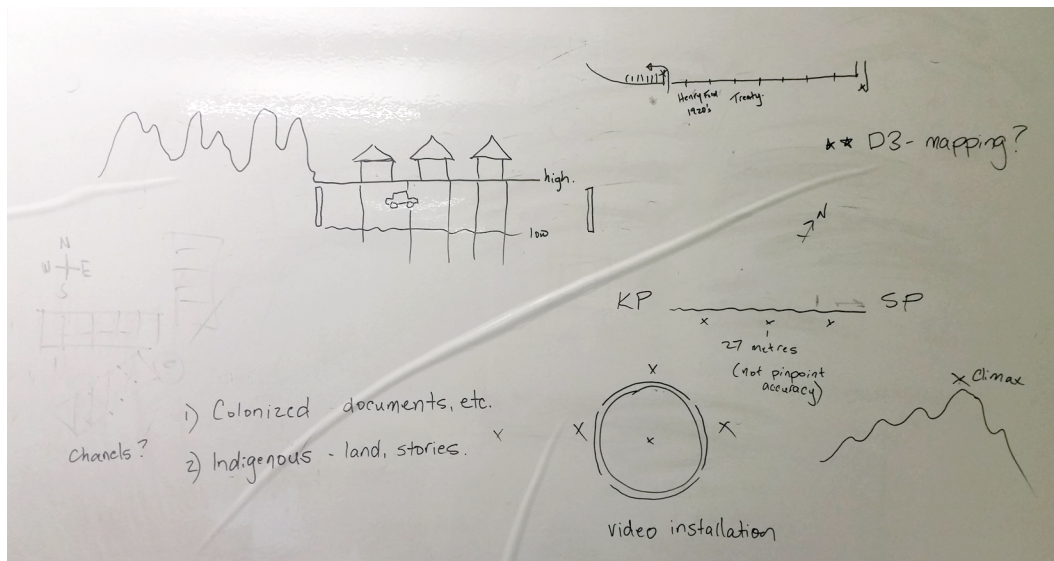 Henry Ford
1920's
Treaty.
** D3- mapping?
high.
low
N
N
W E
S
KP
SP
27 metres
(not pinpoint
accuracy)
Climax
1) Colonized - documents, etc.
2) Indigenous - land, stories.
Chanels?
video installation